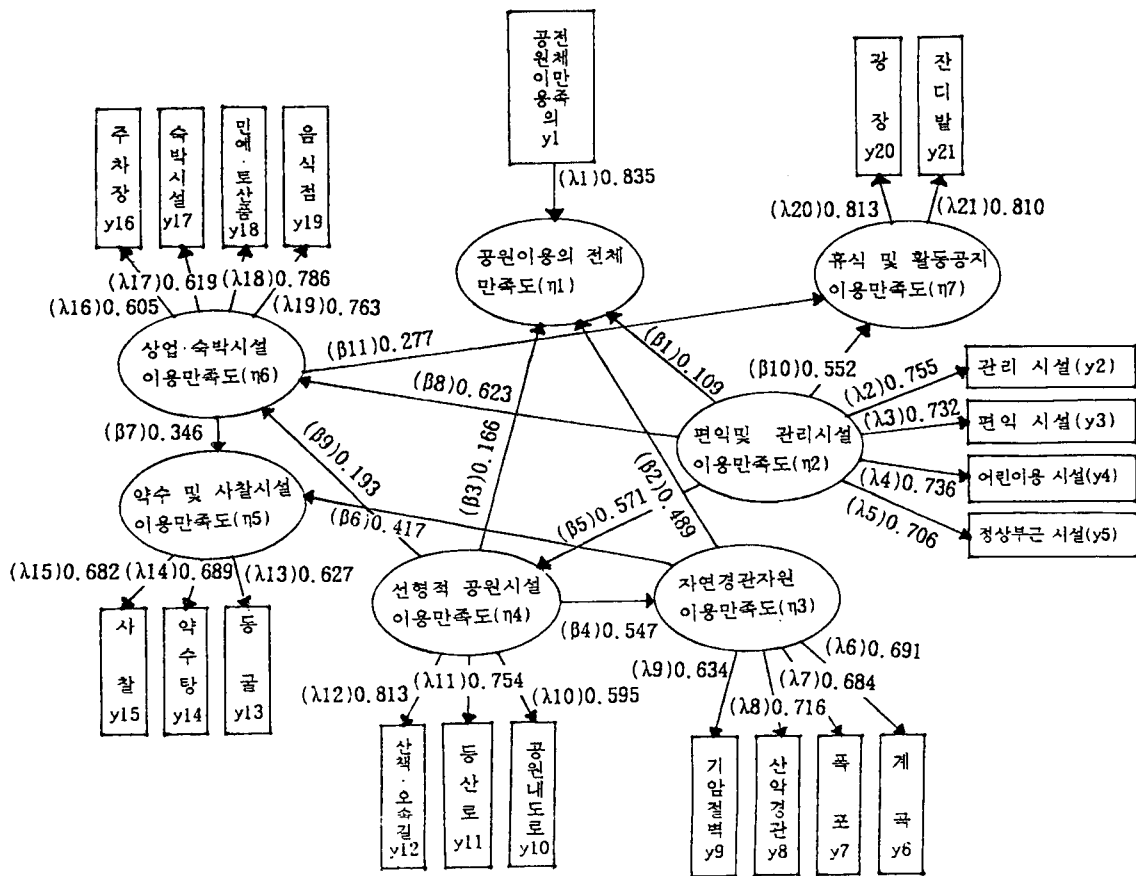 공원이용의
전체만족
y1
주차장
y16
숙박시설
y17
민예·토산품
y18
음식점
y19
광장
y20
잔디밭
y21
(λ1)0.835
(λ20)0.813
(λ21)0.810
(λ17)0.619
(λ18)0.786
(λ16)0.605
(λ19)0.763
공원이용의 전체
만족도(η1)
휴식 및 활동공지
이용만족도(η7)
상업·숙박시설
이용만족도(η6)
(β11)0.277
(β1)0.109
(β10)0.552
(β8)0.623
(λ2)0.755
관리 시설(y2)
(λ3)0.732
편익 시설(y3)
편익및 관리시설
이용만족도(η2)
(λ4)0.736
어린이용 시설(y4)
(λ5)0.706
정상부근 시설(y5)
(β7)0.346
(β9)0.193
(β3)0.166
(β2)0.489
(β5)0.571
약수 및 사찰시설
이용만족도(η5)
(β6)0.417
(λ15)0.682
(λ14)0.689
(λ13)0.627
선형적 공원시설
이용만족도(η4)
(β4)0.547
자연경관자원
이용만족도(η3)
사찰
y15
약수탕
y14
동굴
y13
(λ12)0.813
(λ11)0.754
(λ10)0.595
(λ9)0.634
(λ8)0.716
(λ7)0.684
(λ6)0.691
산책·오솔길
y12
등산로
y11
공원내도로
y10
기암절벽
y9
산악경관
y8
폭포
y7
계곡
y6